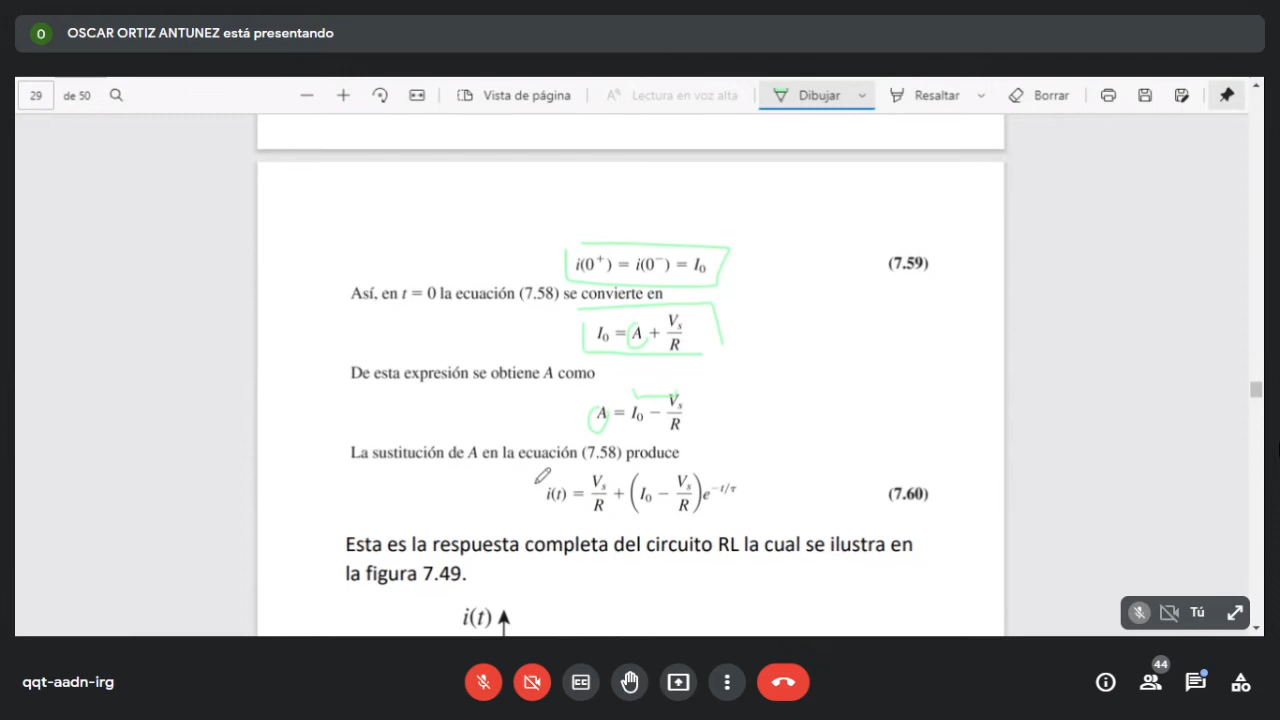 O OSCAR ORTIZ ANTUNEZ está presentando
29 de 50 Vista de página Lectura en voz alta Dibujar Resaltar Borrar
i(0⁺) = i(0⁻) = I₀ (7.59)
Así, en t = 0 la ecuación (7.58) se convierte en
I₀ = A + Vₛ/R
De esta expresión se obtiene A como
A = I₀ − Vₛ/R
La sustitución de A en la ecuación (7.58) produce
i(t) = Vₛ/R + (I₀ − Vₛ/R)e^(−t/τ) (7.60)
Esta es la respuesta completa del circuito RL la cual se ilustra en
la figura 7.49.
i(t)
Tú
qqt-aadn-irg
CC
44